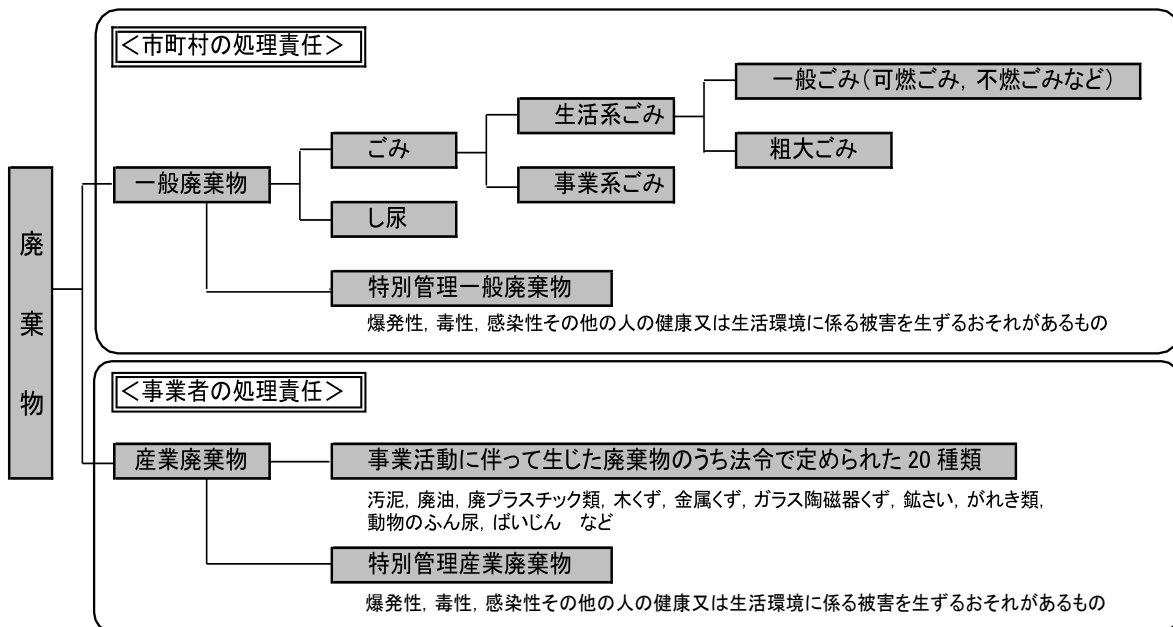 ＜市町村の処理責任＞
一般ごみ（可燃ごみ，不燃ごみなど）
生活系ごみ
ごみ
粗大ごみ
一般廃棄物
事業系ごみ
し尿
廃棄物
特別管理一般廃棄物
爆発性，毒性，感染性その他の人の健康又は生活環境に係る被害を生ずるおそれがあるもの
＜事業者の処理責任＞
産業廃棄物
事業活動に伴って生じた廃棄物のうち法令で定められた 20 種類
汚泥，廃油，廃プラスチック類，木くず，金属くず，ガラス陶磁器くず，鉱さい，がれき類，
動物のふん尿，ばいじん　など
特別管理産業廃棄物
爆発性，毒性，感染性その他の人の健康又は生活環境に係る被害を生ずるおそれがあるもの